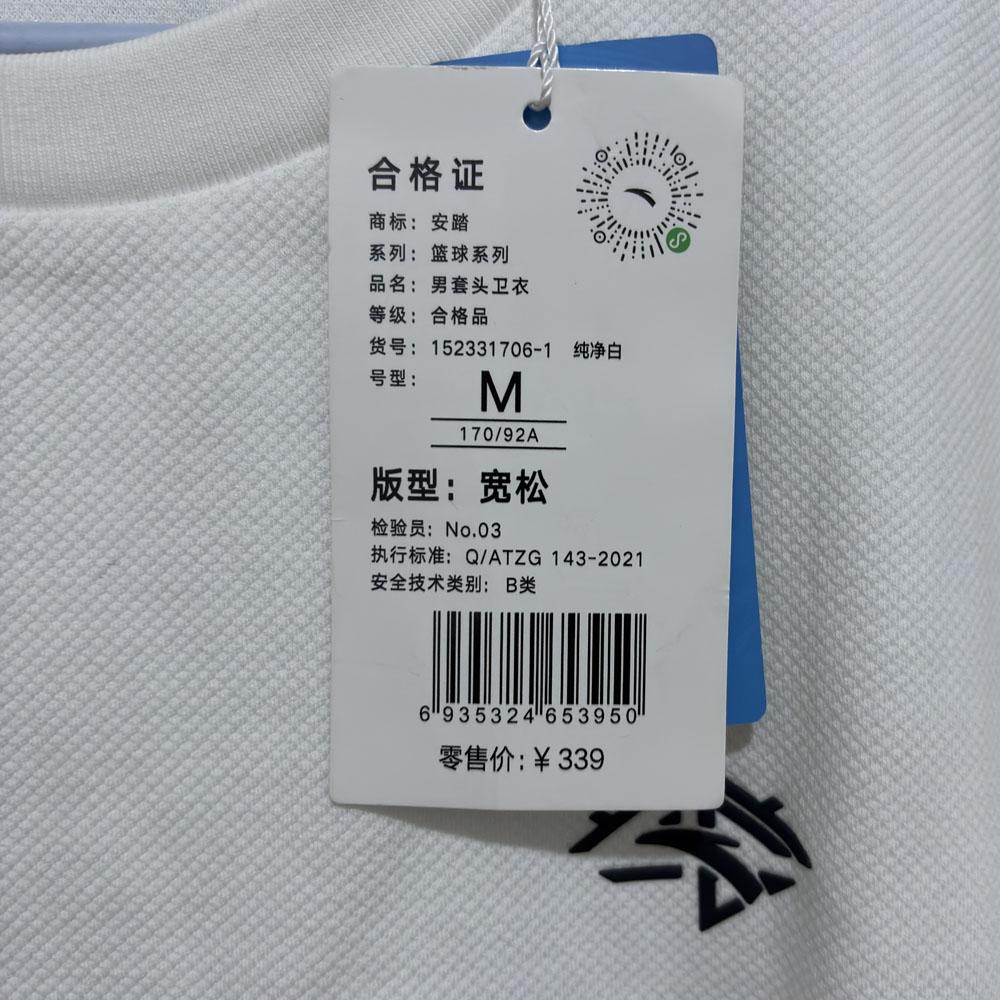 合格证
商标：安踏
系列：篮球系列
品名：男套头卫衣
等级：合格品
货号：152331706-1 纯净白
号型：
M
170/92A
版型：宽松
检验员：No.03
执行标准：Q/ATZG 143-2021
安全技术类别：B类
6 935324 653950
零售价：¥ 339